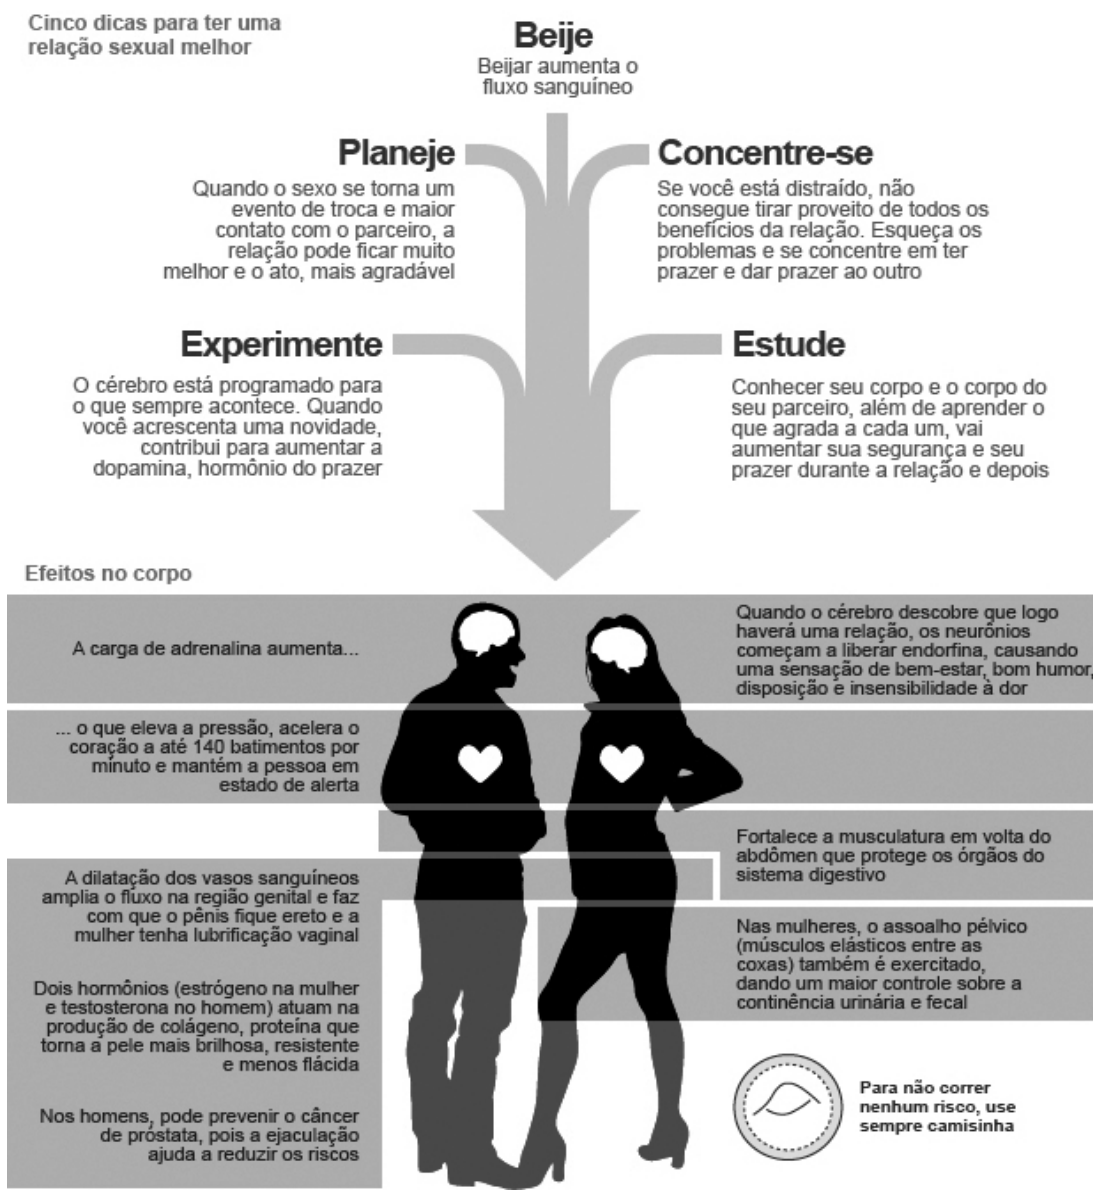 Cinco dicas para ter uma
relação sexual melhor
Beije
Beijar aumenta o
fluxo sanguíneo
Planeje
Quando o sexo se torna um
evento de troca e maior
contato com o parceiro, a
relação pode ficar muito
melhor e o ato, mais agradável
Concentre-se
Se você está distraído, não
consegue tirar proveito de todos os
benefícios da relação. Esqueça os
problemas e se concentre em ter
prazer e dar prazer ao outro
Experimente
O cérebro está programado para
o que sempre acontece. Quando
você acrescenta uma novidade,
contribui para aumentar a
dopamina, hormônio do prazer
Estude
Conhecer seu corpo e o corpo do
seu parceiro, além de aprender o
que agrada a cada um, vai
aumentar sua segurança e seu
prazer durante a relação e depois
Efeitos no corpo
A carga de adrenalina aumenta...
Quando o cérebro descobre que logo
haverá uma relação, os neurônios
começam a liberar endorfina, causando
uma sensação de bem-estar, bom humor,
disposição e insensibilidade à dor
... o que eleva a pressão, acelera o
coração a até 140 batimentos por
minuto e mantém a pessoa em
estado de alerta
Fortalece a musculatura em volta do
abdômen que protege os órgãos do
sistema digestivo
A dilatação dos vasos sanguíneos
amplia o fluxo na região genital e faz
com que o pênis fique ereto e a
mulher tenha lubrificação vaginal
Nas mulheres, o assoalho pélvico
(músculos elásticos entre as
coxas) também é exercitado,
dando um maior controle sobre a
continência urinária e fecal
Dois hormônios (estrógeno na mulher
e testosterona no homem) atuam na
produção de colágeno, proteína que
torna a pele mais brilhosa, resistente
e menos flácida
Nos homens, pode prevenir o câncer
de próstata, pois a ejaculação
ajuda a reduzir os riscos
Para não correr
nenhum risco, use
sempre camisinha